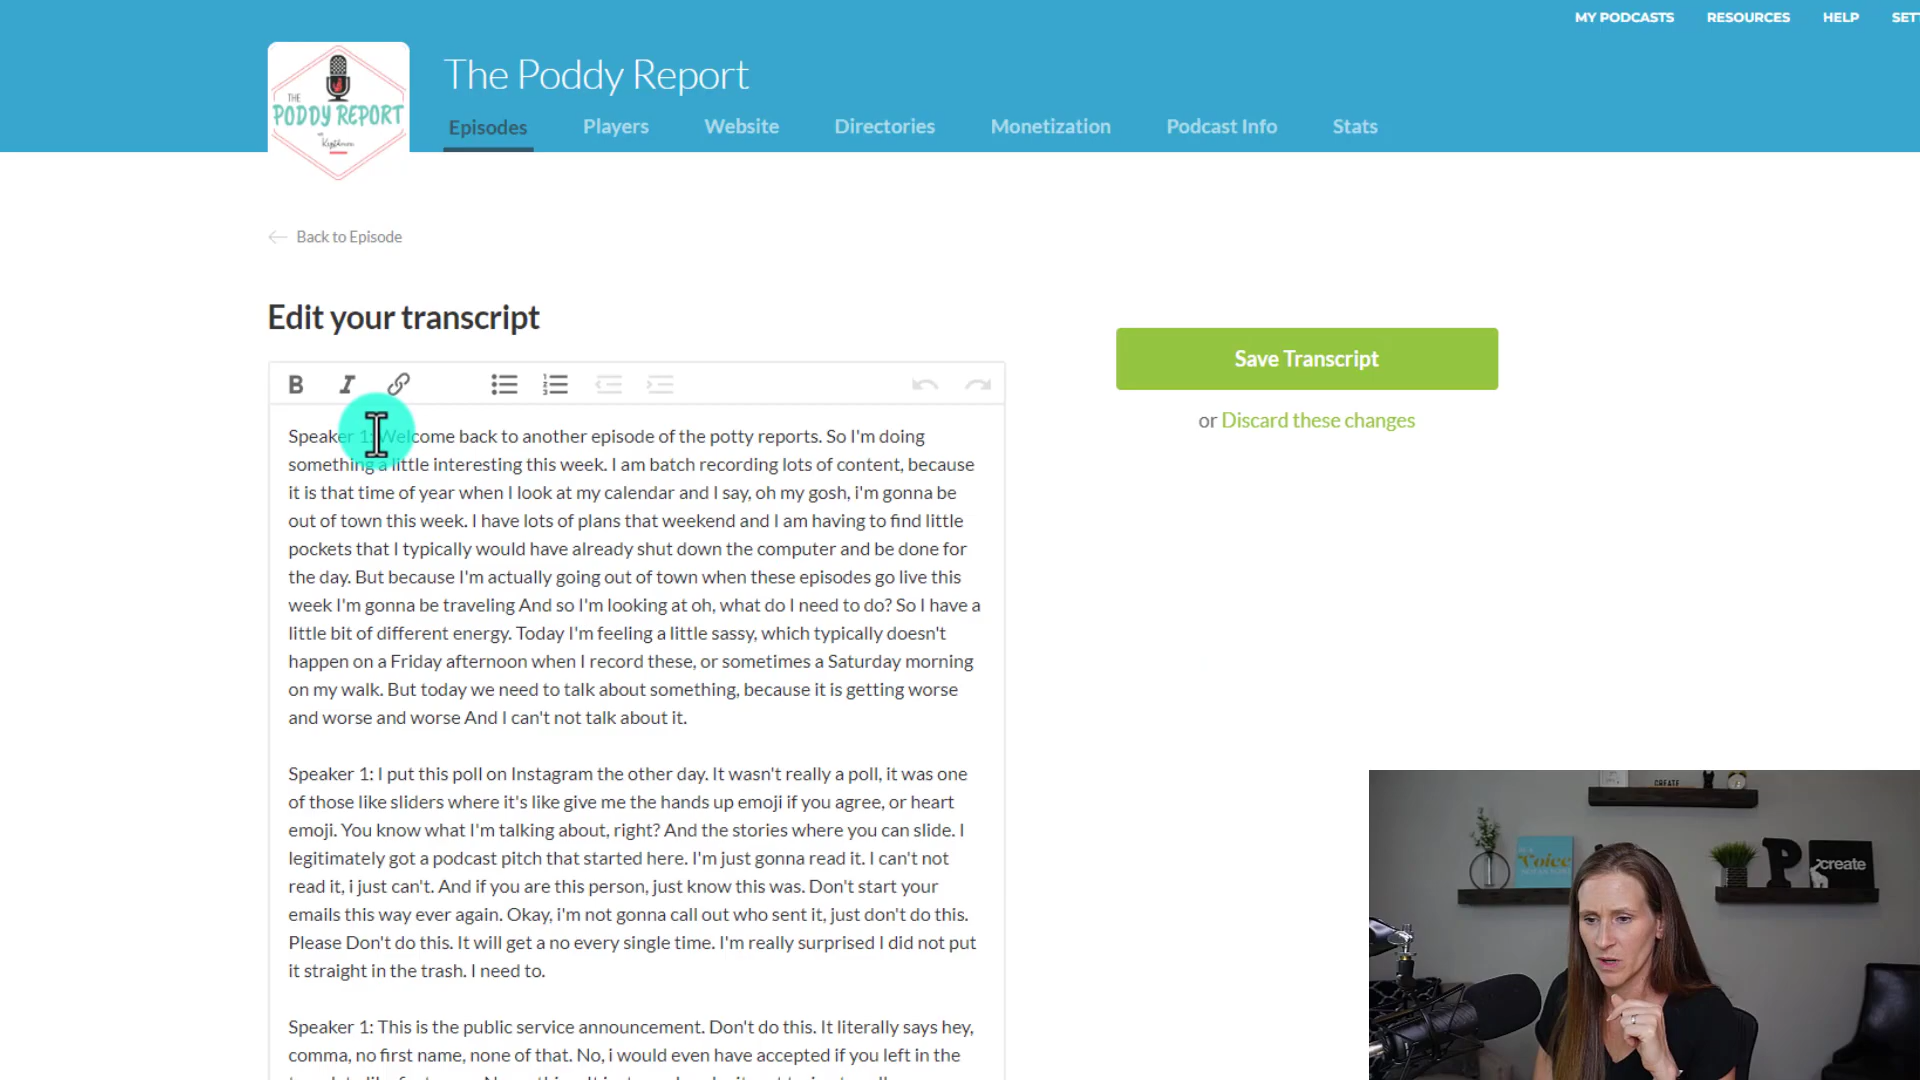 MY PODCASTS RESOURCES HELP SETT
THE
PODDY REPORT
The Poddy Report
Episodes Players Website Directories Monetization Podcast Info Stats
Back to Episode
Edit your transcript
Save Transcript
or Discard these changes
Speaker 1: Welcome back to another episode of the potty reports. So I'm doing
something a little interesting this week. I am batch recording lots of content, because
it is that time of year when I look at my calendar and I say, oh my gosh, i'm gonna be
out of town this week. I have lots of plans that weekend and I am having to find little
pockets that I typically would have already shut down the computer and be done for
the day. But because I'm actually going out of town when these episodes go live this
week I'm gonna be traveling And so I'm looking at oh, what do I need to do? So I have a
little bit of different energy. Today I'm feeling a little sassy, which typically doesn't
happen on a Friday afternoon when I record these, or sometimes a Saturday morning
on my walk. But today we need to talk about something, because it is getting worse
and worse and worse And I can't not talk about it.
Speaker 1: I put this poll on Instagram the other day. It wasn't really a poll, it was one
of those like sliders where it's like give me the hands up emoji if you agree, or heart
emoji. You know what I'm talking about, right? And the stories where you can slide. I
legitimately got a podcast pitch that started here. I'm just gonna read it. I can't not
read it, i just can't. And if you are this person, just know this was. Don't start your
emails this way ever again. Okay, i'm not gonna call out who sent it, just don't do this.
Please Don't do this. It will get a no every single time. I'm really surprised I did not put
it straight in the trash. I need to.
Speaker 1: This is the public service announcement. Don't do this. It literally says hey,
comma, no first name, none of that. No, i would even have accepted if you left in the
CREATE
Voice
P
create